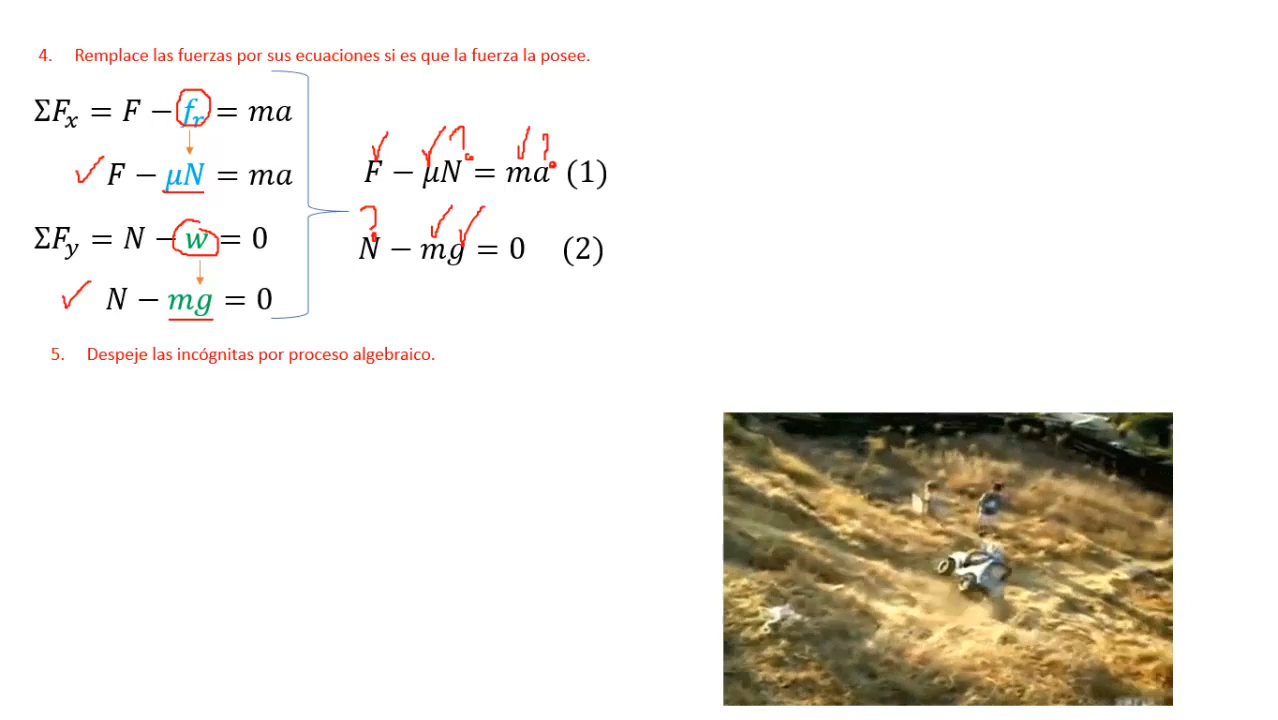 4. Remplace las fuerzas por sus ecuaciones si es que la fuerza la posee.
ΣFₓ = F − fᵣ = ma
✓ F − μN = ma
ΣFᵧ = N − w = 0
✓ N − mg = 0
✓ ✓ ? ✓ ?
F − μN = ma (1)
? ✓ ✓
N − mg = 0 (2)
5. Despeje las incógnitas por proceso algebraico.